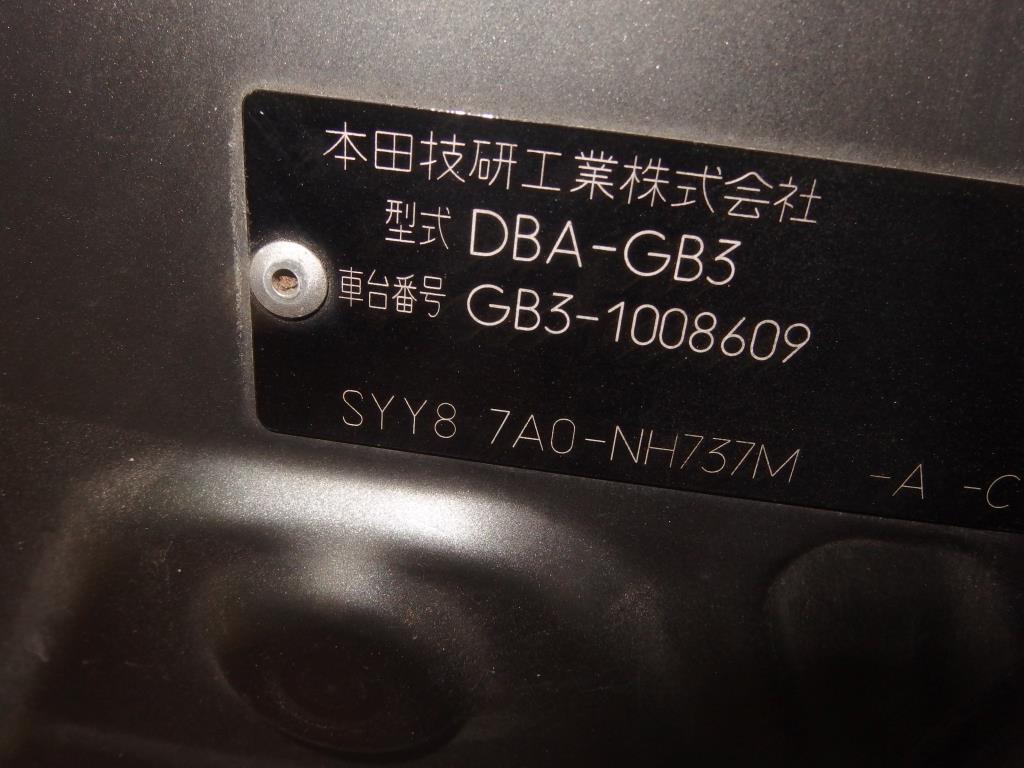 本田技研工業株式会社
型式 DBA-GB3
車台番号 GB3-1008609
SYY8 7A0-NH737M -A -C